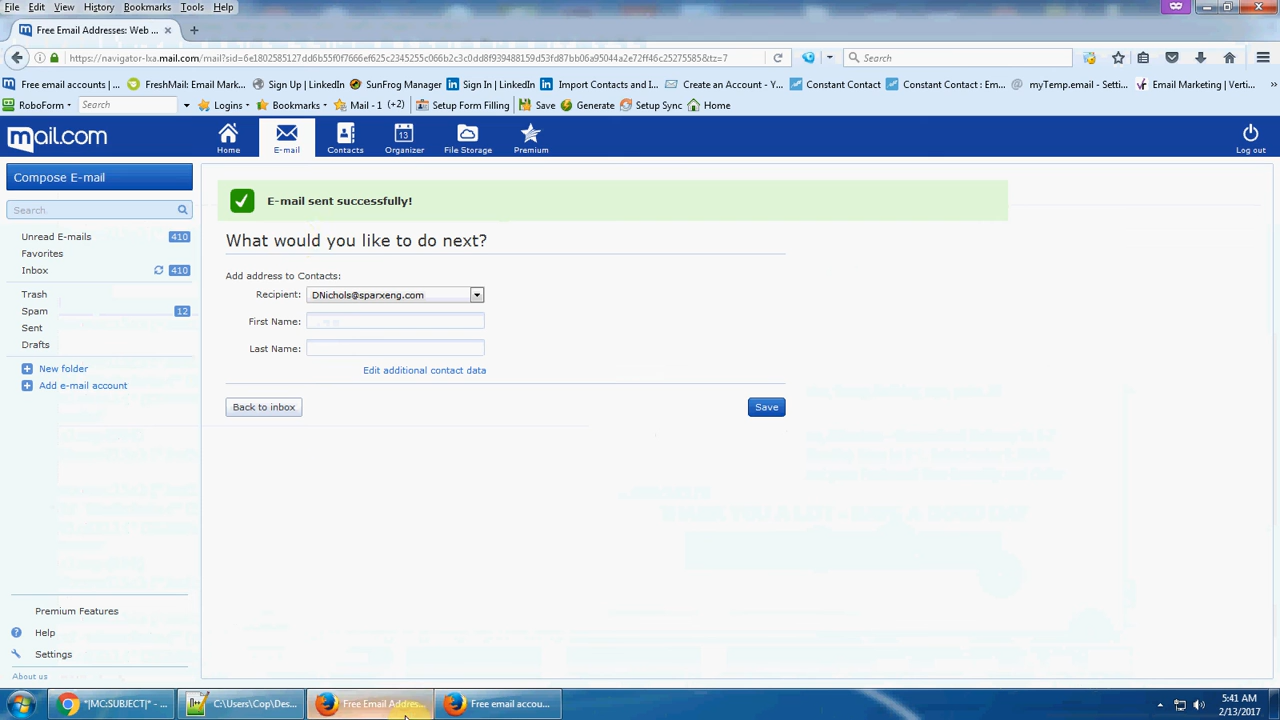 File Edit View History Bookmarks Tools Help
Free Email Addresses: Web ...
https://navigator-lxa.mail.com/mail?sid=6e1802585127dd6b55f0f7666ef625c2345255c066b2c3c0dd8f939488159d53fd87bb06a95044a2e72ff46c25275585&tz=7
Search
Free email accounts | ... FreshMail: Email Mark... Sign Up | LinkedIn SunFrog Manager Sign In | LinkedIn Import Contacts and I... Create an Account - Y... Constant Contact Constant Contact : Em... myTemp.email - Setti... Email Marketing | Verti...
RoboForm Search Logins Bookmarks Mail - 1 (+2) Setup Form Filling Save Generate Setup Sync Home
mail.com
Home E-mail Contacts 13 Organizer File Storage Premium Log out
Compose E-mail
Search
Unread E-mails 410
Favorites
Inbox 410
Trash
Spam 12
Sent
Drafts
New folder
Add e-mail account
E-mail sent successfully!
What would you like to do next?
Add address to Contacts:
Recipient: DNichols@sparxeng.com
First Name:
Last Name:
Edit additional contact data
Back to inbox Save
Premium Features
Help
Settings
About us
*|MC:SUBJECT|* - ... C:\Users\Cop\Des... Free Email Addres... Free email accou...
5:41 AM
2/13/2017